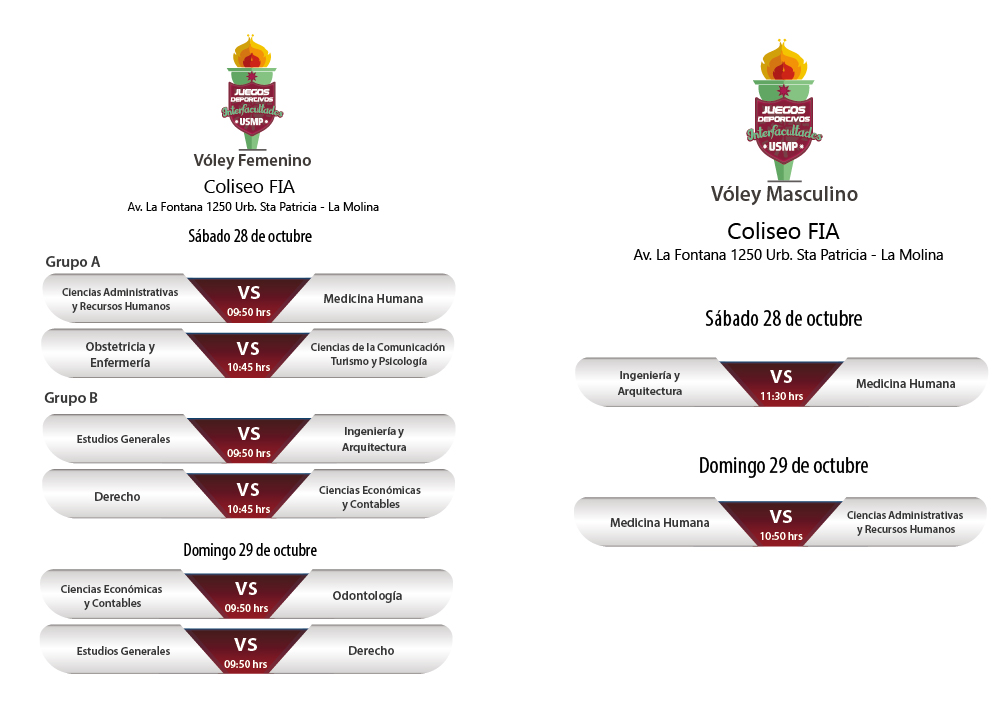 JUEGOS
DEPORTIVOS
Interfacultades
USMP
Vóley Femenino
Coliseo FIA
Av. La Fontana 1250 Urb. Sta Patricia - La Molina
Sábado 28 de octubre
Grupo A
Ciencias Administrativas
y Recursos Humanos
VS
09:50 hrs
Medicina Humana
Obstetricia y
Enfermería
VS
10:45 hrs
Ciencias de la Comunicación
Turismo y Psicología
Grupo B
Estudios Generales
VS
09:50 hrs
Ingeniería y
Arquitectura
Derecho
VS
10:45 hrs
Ciencias Económicas
y Contables
Domingo 29 de octubre
Ciencias Económicas
y Contables
VS
09:50 hrs
Odontología
Estudios Generales
VS
09:50 hrs
Derecho
JUEGOS
DEPORTIVOS
Interfacultades
USMP
Vóley Masculino
Coliseo FIA
Av. La Fontana 1250 Urb. Sta Patricia - La Molina
Sábado 28 de octubre
Ingeniería y
Arquitectura
VS
11:30 hrs
Medicina Humana
Domingo 29 de octubre
Medicina Humana
VS
10:50 hrs
Ciencias Administrativas
y Recursos Humanos